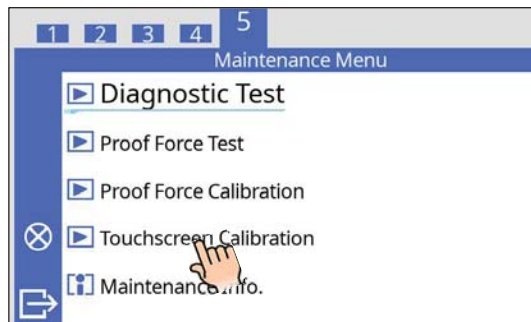 1 2 3 4 5
Maintenance Menu
Diagnostic Test
Proof Force Test
Proof Force Calibration
Touchscreen Calibration
Maintenance Info.